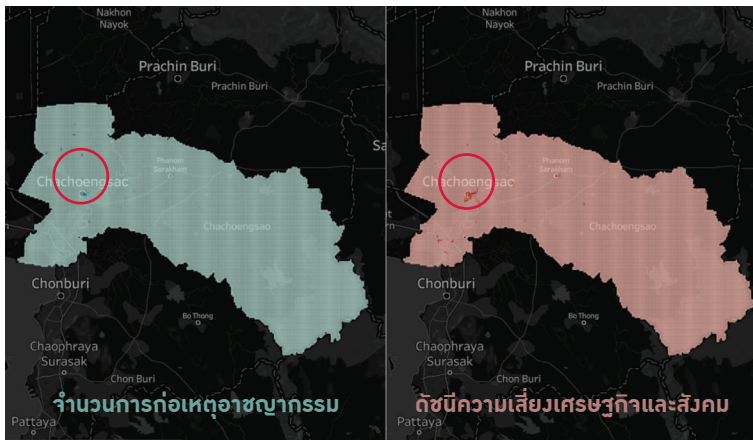 Nakhon
Nayok
Prachin Buri
Prachin Buri
Phanom
Sarakham
Chachoengsac
Chachoengsao
Chonburi
Bo Thong
Chaophraya
Surasak
Chon Buri
Pattaya
จำนวนการก่อเหตุอาชญากรรม
Nakhon
Nayok
Prachin Buri
Prachin Buri
Sa
Phanom
Sarakham
Chachoengsao
Chachoengsao
Chonburi
Bo Thong
Chaophraya
Surasak
Chon Buri
Pattaya
ดัชนีความเสี่ยงเศรษฐกิจและสังคม